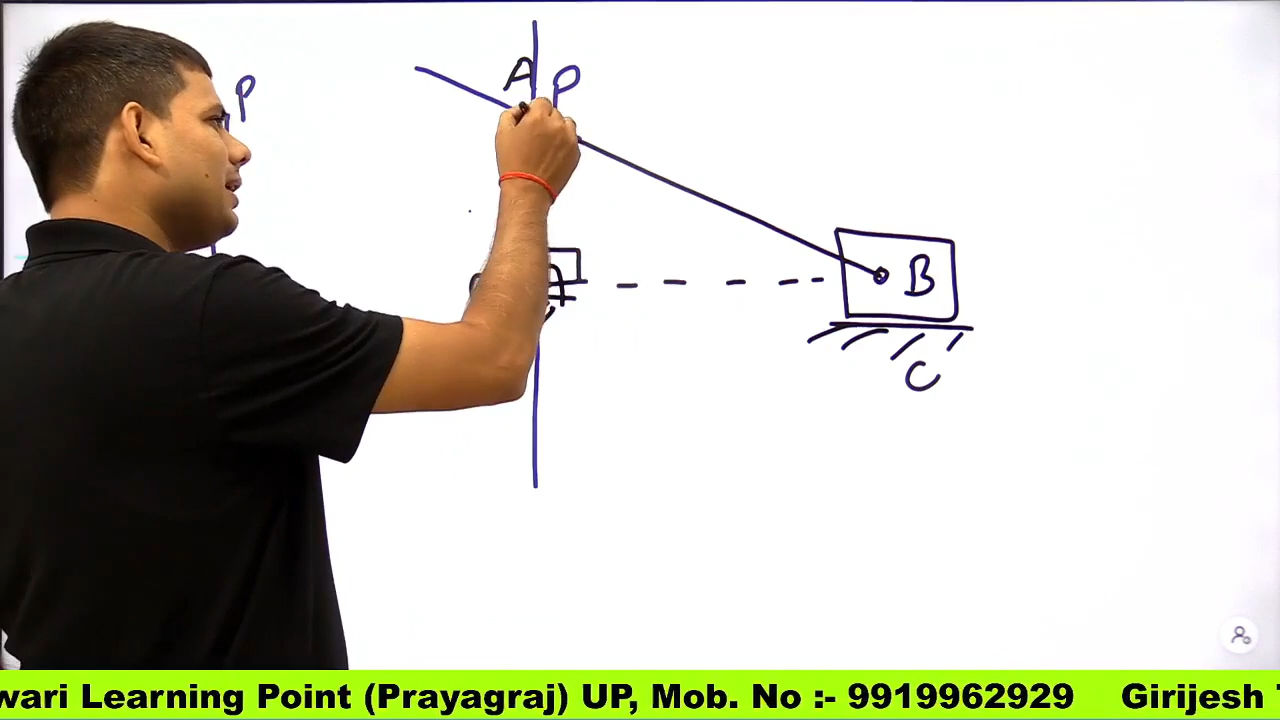 P
A P
B
C
wari Learning Point (Prayagraj) UP, Mob. No :- 9919962929 Girijesh T